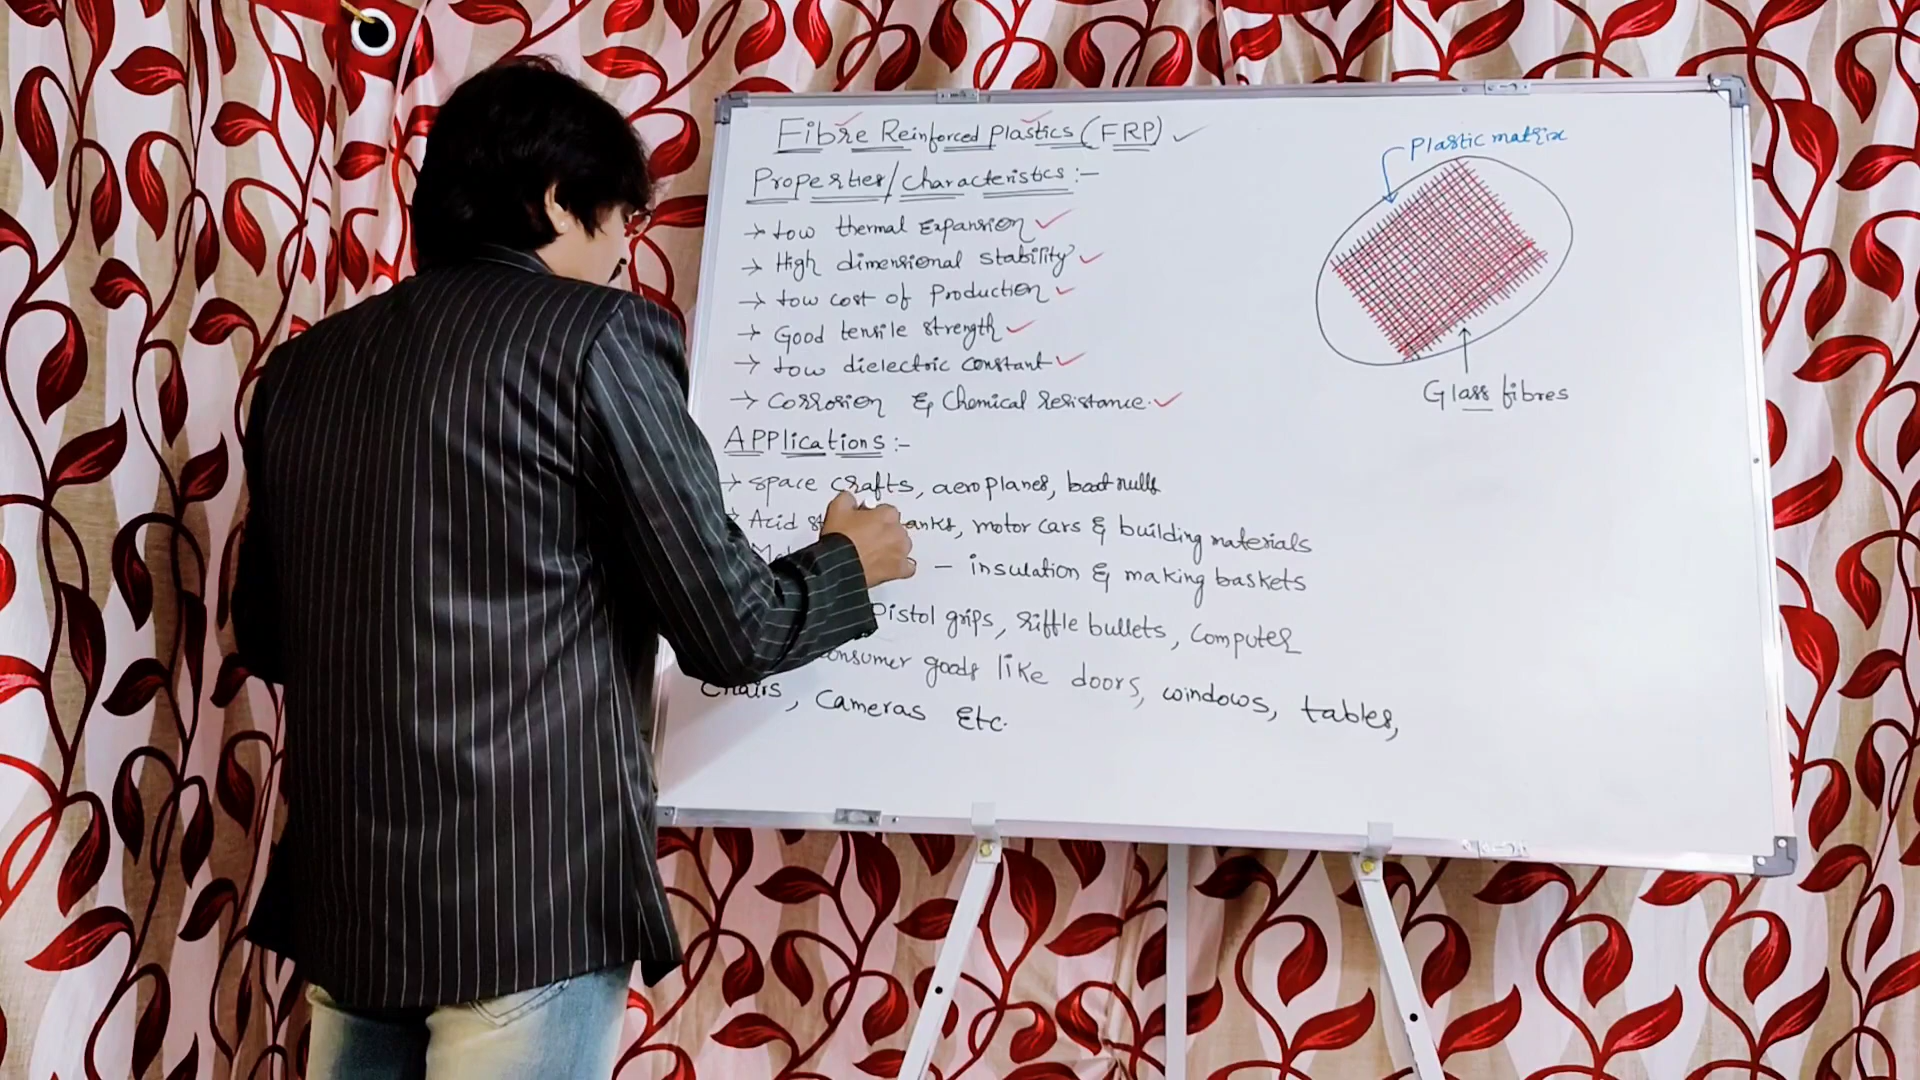 Fibre Reinforced Plastics (FRP)
Properties/characteristics :-
→ Low thermal Expansion
→ High dimensional stability
→ Low cost of Production
→ Good tensile strength
→ Low dielectric constant
→ Corrosion & Chemical resistance.
Applications :-
→ space crafts, aeroplanes, boat hulls
→ Acid tanks, motor cars & building materials
- insulation & making baskets
Pistol grips, riffle bullets, Computer
consumer goods like doors, windows, tables,
Chairs, Cameras Etc.
Plastic matrix
Glass fibres